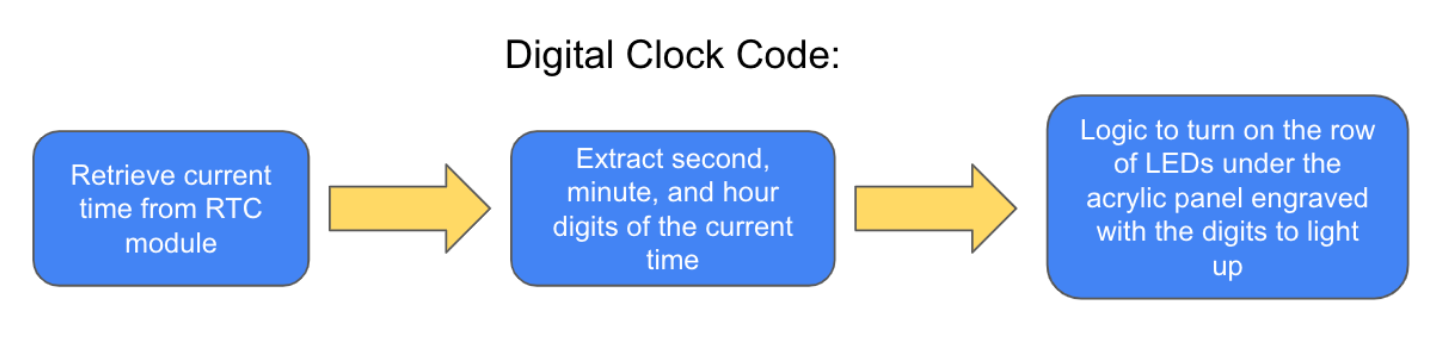 Digital Clock Code:
Retrieve current
time from RTC
module
Extract second,
minute, and hour
digits of the current
time
Logic to turn on the row
of LEDs under the
acrylic panel engraved
with the digits to light
up